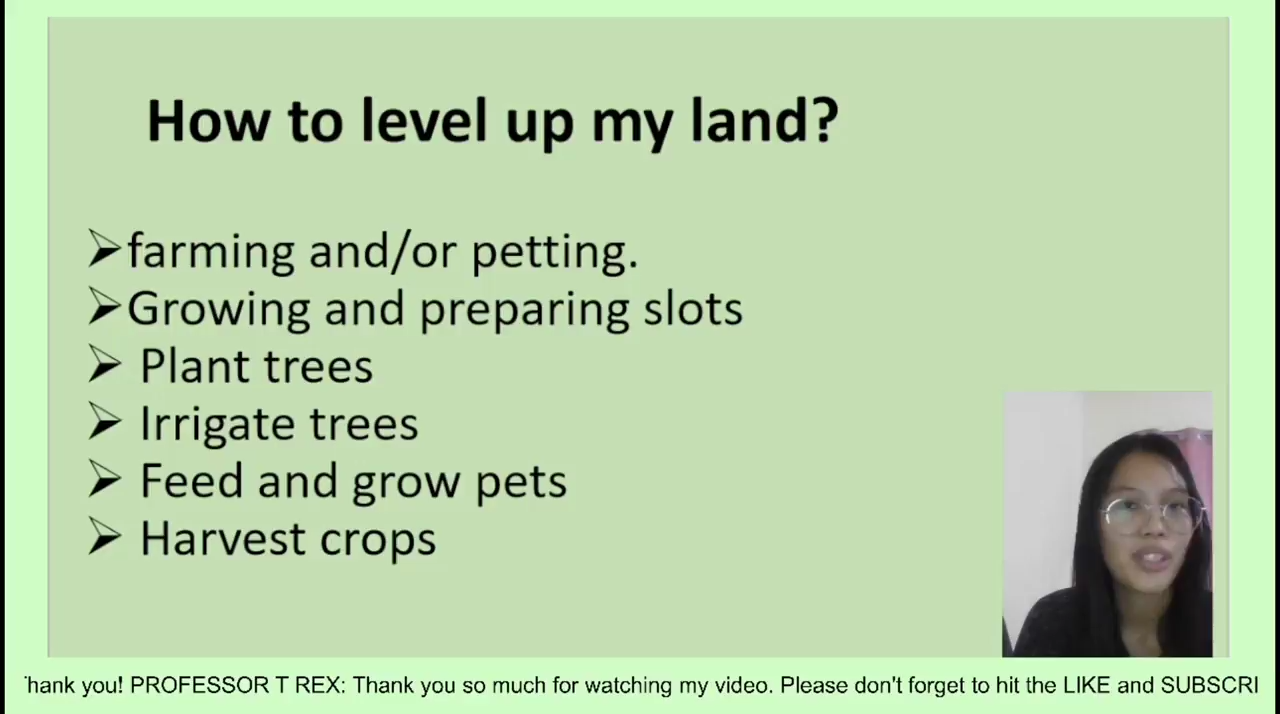 How to level up my land?
farming and/or petting.
Growing and preparing slots
Plant trees
Irrigate trees
Feed and grow pets
Harvest crops
hank you! PROFESSOR T REX: Thank you so much for watching my video. Please don't forget to hit the LIKE and SUBSCRI